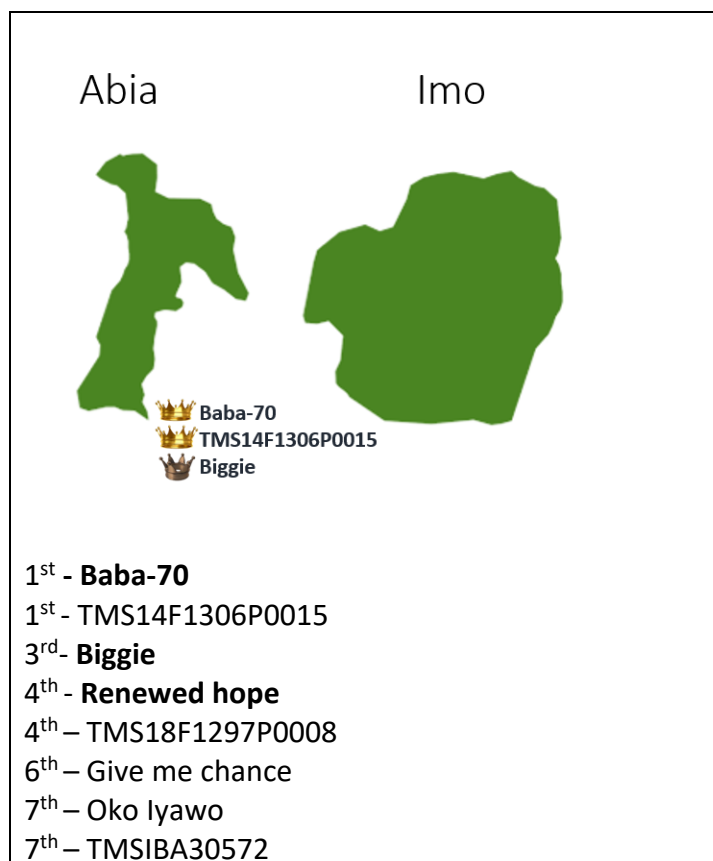 Abia Imo
Baba-70
TMS14F1306P0015
Biggie
1st - Baba-70
1st - TMS14F1306P0015
3rd- Biggie
4th - Renewed hope
4th – TMS18F1297P0008
6th – Give me chance
7th – Oko Iyawo
7th – TMSIBA30572